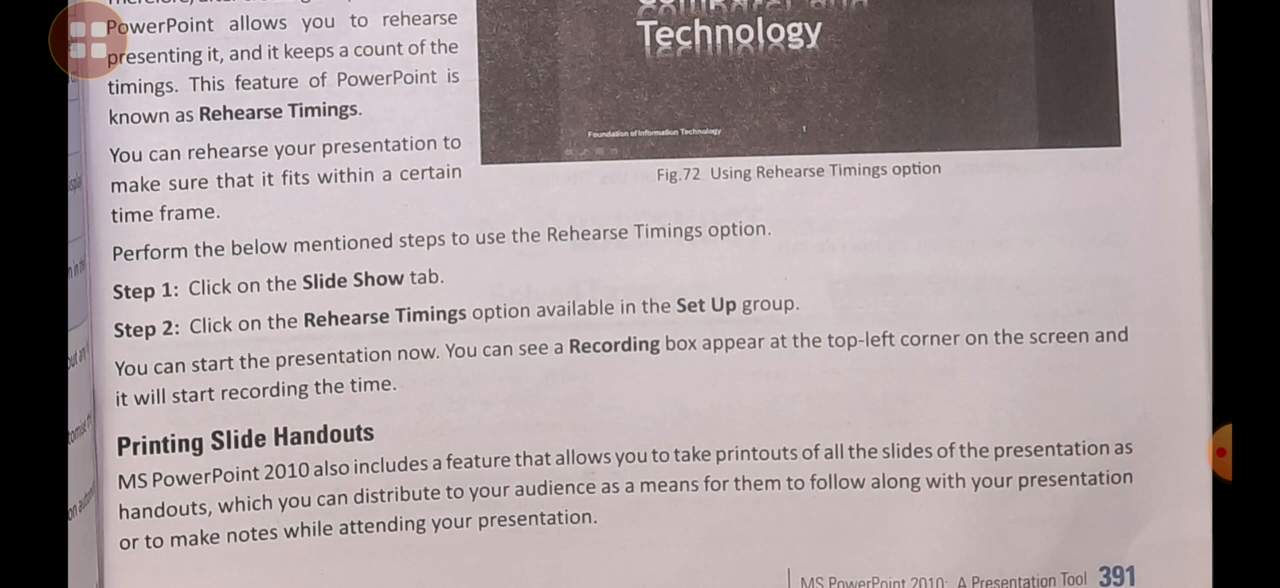 PowerPoint allows you to rehearse
presenting it, and it keeps a count of the
timings. This feature of PowerPoint is
known as Rehearse Timings.
You can rehearse your presentation to
make sure that it fits within a certain
time frame.
Technology
Foundation of Information Technology 1
Fig.72 Using Rehearse Timings option
Perform the below mentioned steps to use the Rehearse Timings option.
Step 1: Click on the Slide Show tab.
Step 2: Click on the Rehearse Timings option available in the Set Up group.
You can start the presentation now. You can see a Recording box appear at the top-left corner on the screen and
it will start recording the time.
Printing Slide Handouts
MS PowerPoint 2010 also includes a feature that allows you to take printouts of all the slides of the presentation as
handouts, which you can distribute to your audience as a means for them to follow along with your presentation
or to make notes while attending your presentation.
MS PowerPoint 2010: A Presentation Tool 391